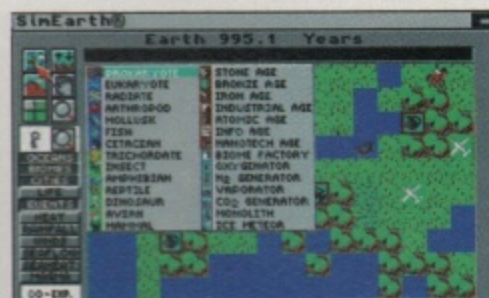 SimEarth®
Earth 995.1 Years
PROKARYOTE
EUKARYOTE
RADIATE
ARTHROPOD
MOLLUSK
FISH
CETACEAN
TRICHORDATE
INSECT
AMPHIBIAN
REPTILE
DINOSAUR
AVIAN
MAMMAL
STONE AGE
BRONZE AGE
IRON AGE
INDUSTRIAL AGE
ATOMIC AGE
INFO AGE
NANOTECH AGE
BIOME FACTORY
OXYGENATOR
N2 GENERATOR
VAPORATOR
CO2 GENERATOR
MONOLITH
ICE METEOR
?
OCEANS
BIOMES
LIFE
EVENTS